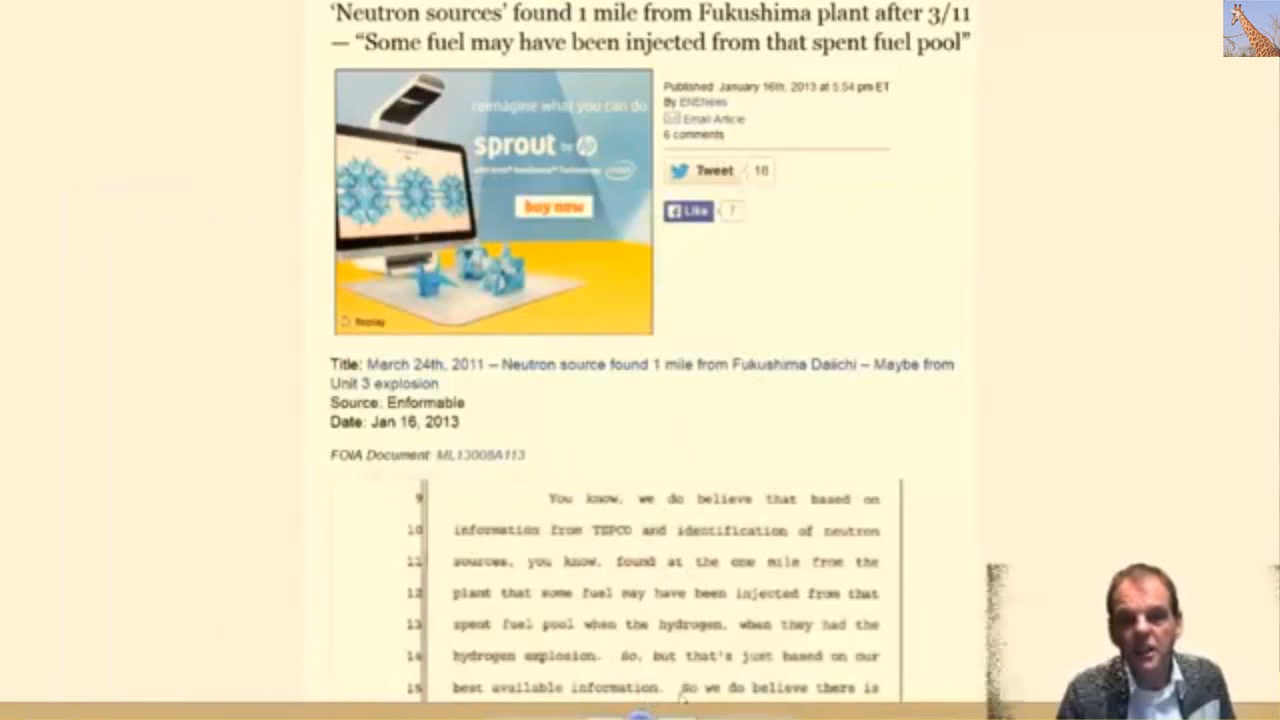 ‘Neutron sources’ found 1 mile from Fukushima plant after 3/11
— “Some fuel may have been injected from that spent fuel pool”
reimagine what you can do
sprout by hp
intel
buy now
Replay
Published: January 16th, 2013 at 5:54 pm ET
By ENENews
Email Article
6 comments
Tweet 18
Like 7
Title: March 24th, 2011 – Neutron source found 1 mile from Fukushima Daiichi – Maybe from
Unit 3 explosion
Source: Enformable
Date: Jan 16, 2013
FOIA Document: ML13008A113
9 You know, we do believe that based on
10 information from TEPCO and identification of neutron
11 sources, you know, found at the one mile from the
12 plant that some fuel may have been injected from that
13 spent fuel pool when the hydrogen, when they had the
14 hydrogen explosion. So, but that's just based on our
15 best available information. So we do believe there is